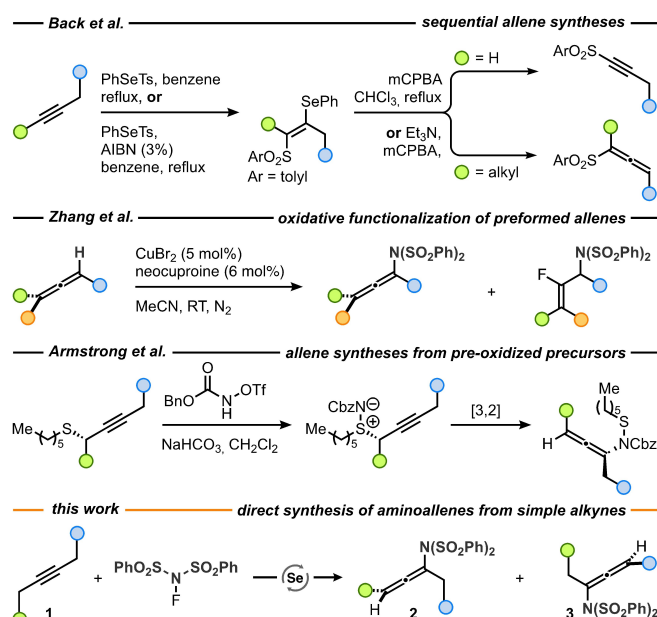 Back et al.
sequential allene syntheses
PhSeTs, benzene
reflux, or
PhSeTs,
AIBN (3%)
benzene, reflux
SePh
ArO2S
Ar = tolyl
= H
mCPBA
CHCl3, reflux
or Et3N,
mCPBA,
= alkyl
ArO2S
ArO2S
Zhang et al.
oxidative functionalization of preformed allenes
H
CuBr2 (5 mol%)
neocuproine (6 mol%)
MeCN, RT, N2
N(SO2Ph)2
+
N(SO2Ph)2
F
Armstrong et al.
allene syntheses from pre-oxidized precursors
Me
S
5
O
BnO
N
H
OTf
NaHCO3, CH2Cl2
CbzN
⊖
Me
S
⊕
5
[3,2]
Me
5
S
NCbz
H
this work
direct synthesis of aminoallenes from simple alkynes
1
+
PhO2S
N
SO2Ph
F
Se
N(SO2Ph)2
H
2
+
H
N(SO2Ph)2
3